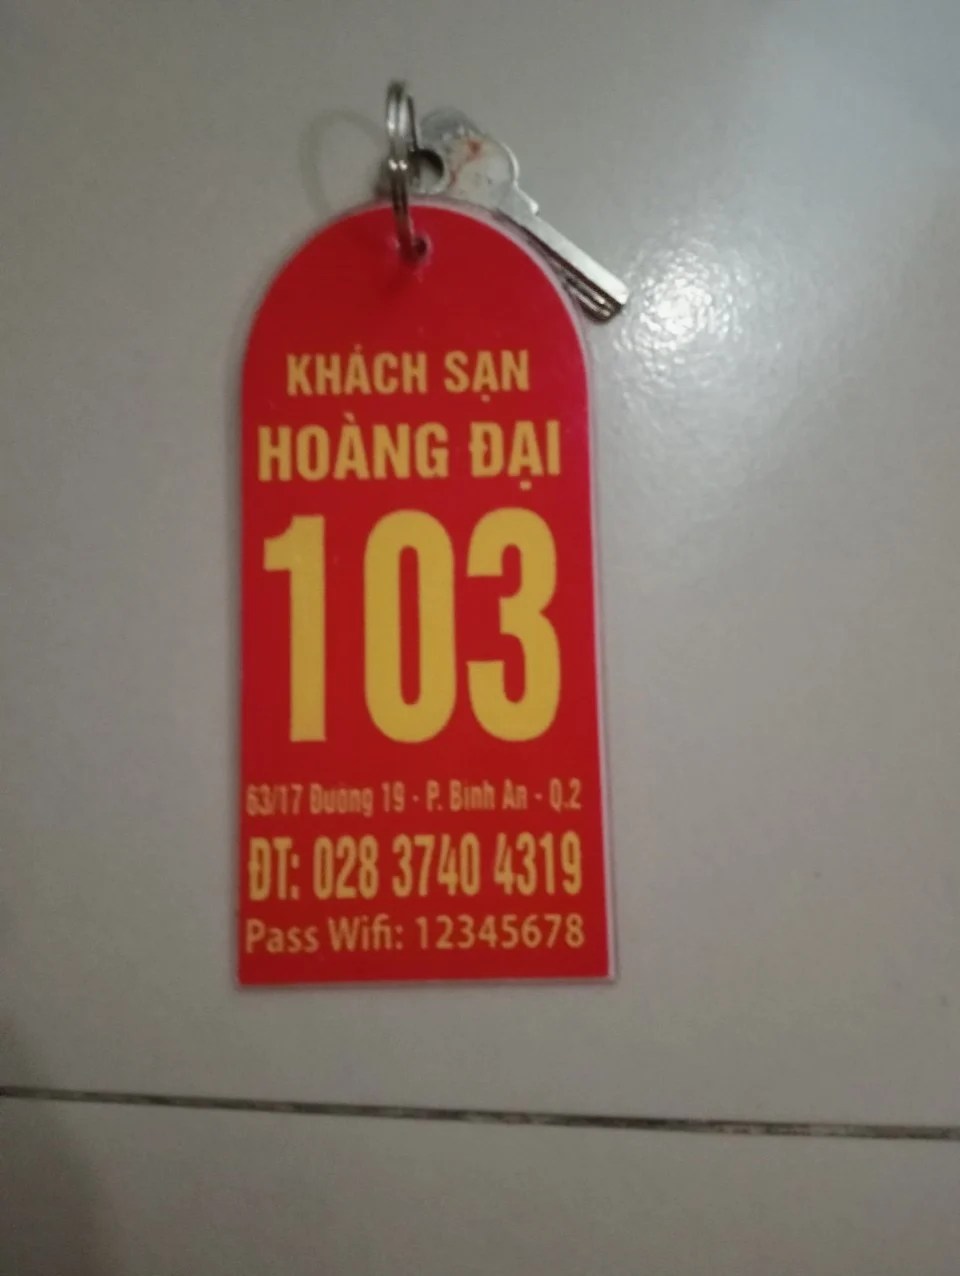 KHÁCH SẠN
HOÀNG ĐẠI
103
63/17 Đường 19 - P. Bình An - Q.2
ĐT: 028 3740 4319
Pass Wifi: 12345678